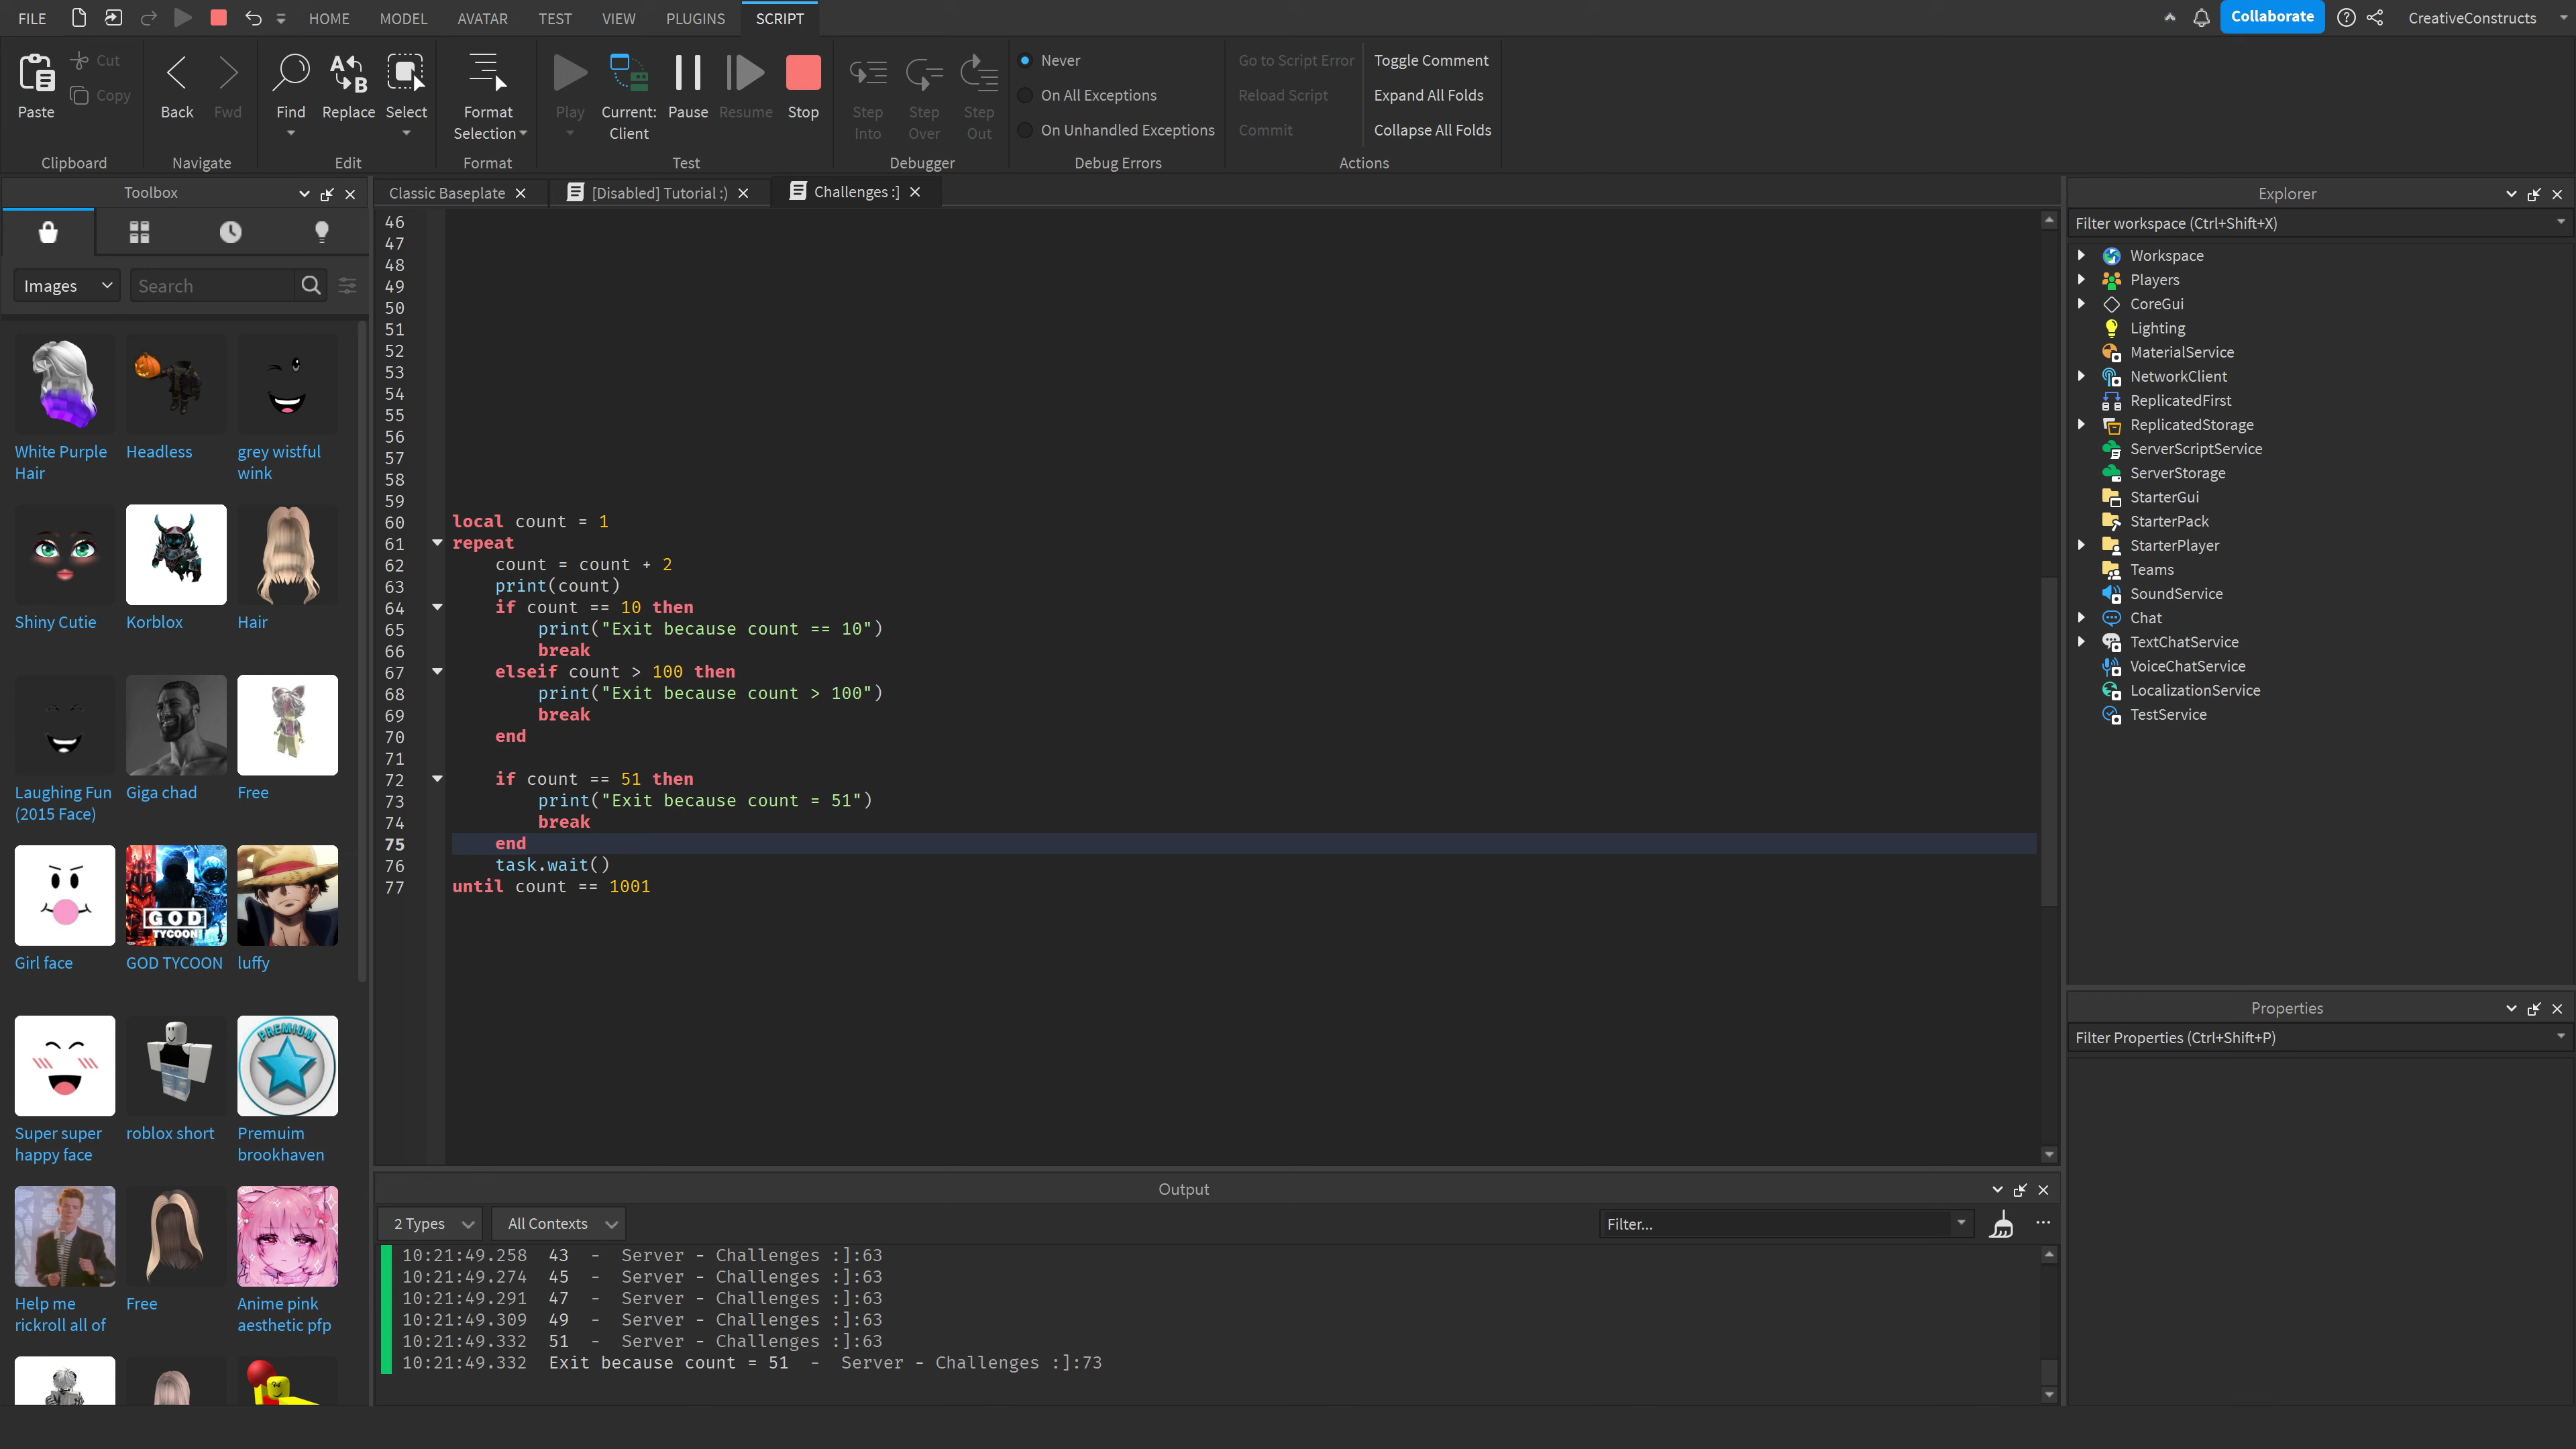 FILE HOME MODEL AVATAR TEST VIEW PLUGINS SCRIPT Collaborate CreativeConstructs
Paste Cut Copy Clipboard
Back Fwd Navigate
Find Replace Select Edit
Format Selection Format
Play Current: Client Pause Resume Stop Test
Step Into Step Over Step Out Debugger
Never
On All Exceptions
On Unhandled Exceptions
Debug Errors
Go to Script Error Toggle Comment
Reload Script Expand All Folds
Commit Collapse All Folds
Actions
Toolbox
Images Search
White Purple Hair
Headless
grey wistful wink
Shiny Cutie
Korblox
Hair
Laughing Fun (2015 Face)
Giga chad
Free
Girl face
GOD TYCOON
GOD TYCOON
luffy
PREMIUM
Super super happy face
roblox short
Premuim brookhaven
Help me rickroll all of
Free
Anime pink aesthetic pfp
Classic Baseplate [Disabled] Tutorial :) Challenges :]
46
47
48
49
50
51
52
53
54
55
56
57
58
59
60 local count = 1
61 repeat
62 count = count + 2
63 print(count)
64 if count == 10 then
65 print("Exit because count == 10")
66 break
67 elseif count > 100 then
68 print("Exit because count > 100")
69 break
70 end
71
72 if count == 51 then
73 print("Exit because count = 51")
74 break
75 end
76 task.wait()
77 until count == 1001
Output
2 Types All Contexts Filter...
10:21:49.258 43 - Server - Challenges :]:63
10:21:49.274 45 - Server - Challenges :]:63
10:21:49.291 47 - Server - Challenges :]:63
10:21:49.309 49 - Server - Challenges :]:63
10:21:49.332 51 - Server - Challenges :]:63
10:21:49.332 Exit because count = 51 - Server - Challenges :]:73
Explorer
Filter workspace (Ctrl+Shift+X)
Workspace
Players
CoreGui
Lighting
MaterialService
NetworkClient
ReplicatedFirst
ReplicatedStorage
ServerScriptService
ServerStorage
StarterGui
StarterPack
StarterPlayer
Teams
SoundService
Chat
TextChatService
VoiceChatService
LocalizationService
TestService
Properties
Filter Properties (Ctrl+Shift+P)